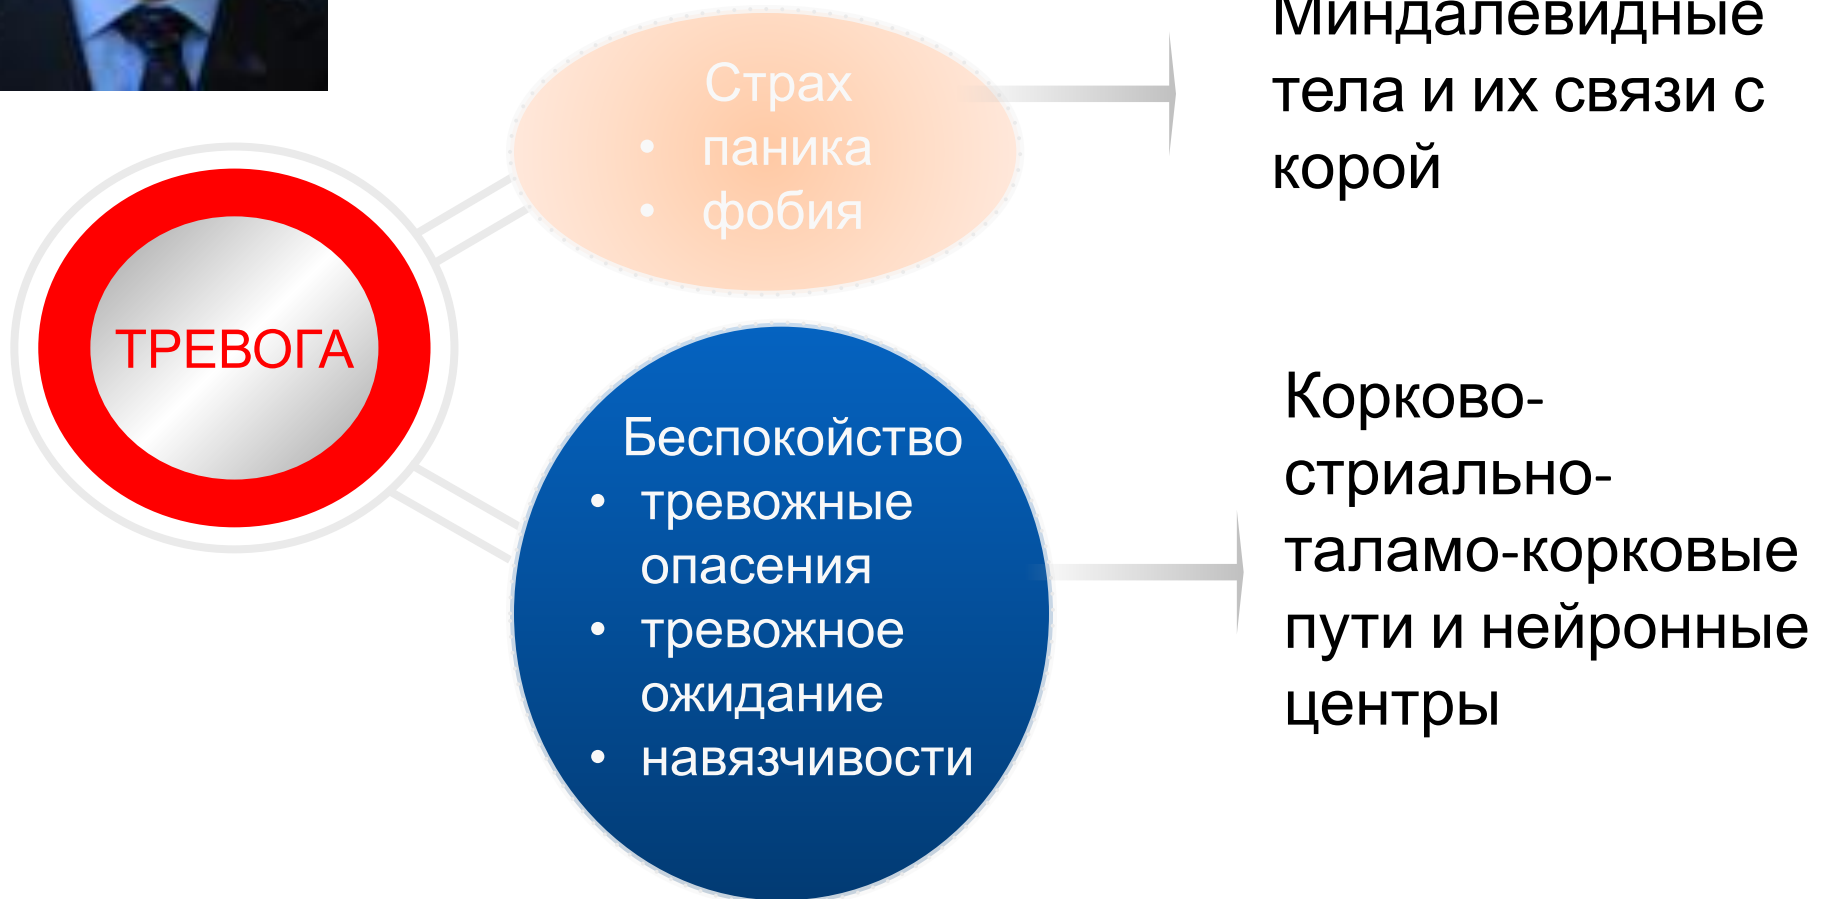 Миндалевидные
тела и их связи с
корой
Страх
• паника
• фобия
ТРЕВОГА
Беспокойство
• тревожные
опасения
• тревожное
ожидание
• навязчивости
Корково-
стриально-
таламо-корковые
пути и нейронные
центры